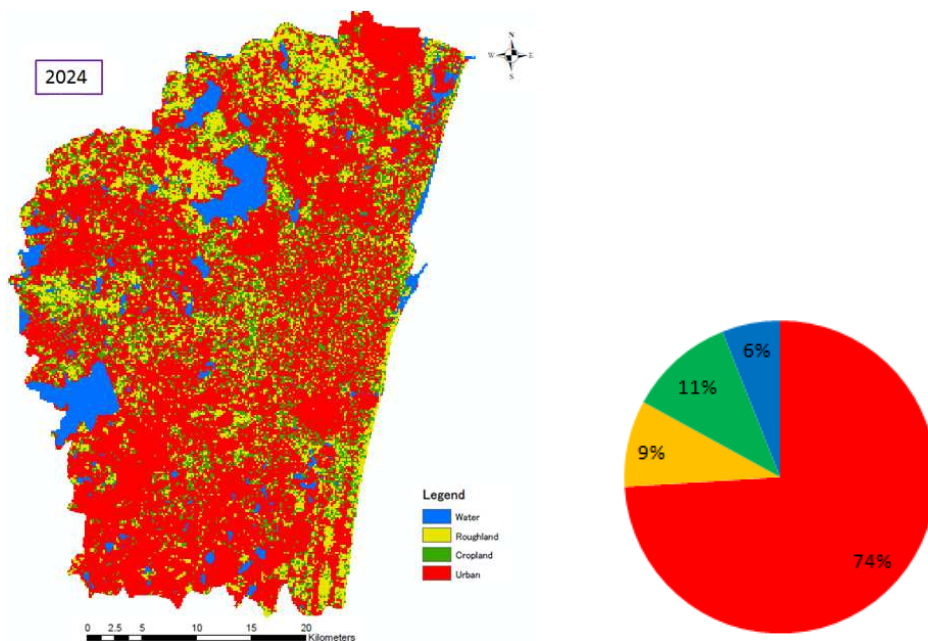 2024
N
W E
S
6%
11%
9%
74%
Legend
Water
Roughland
Cropland
Urban
0 2.5 5 10 15 20
Kilometers